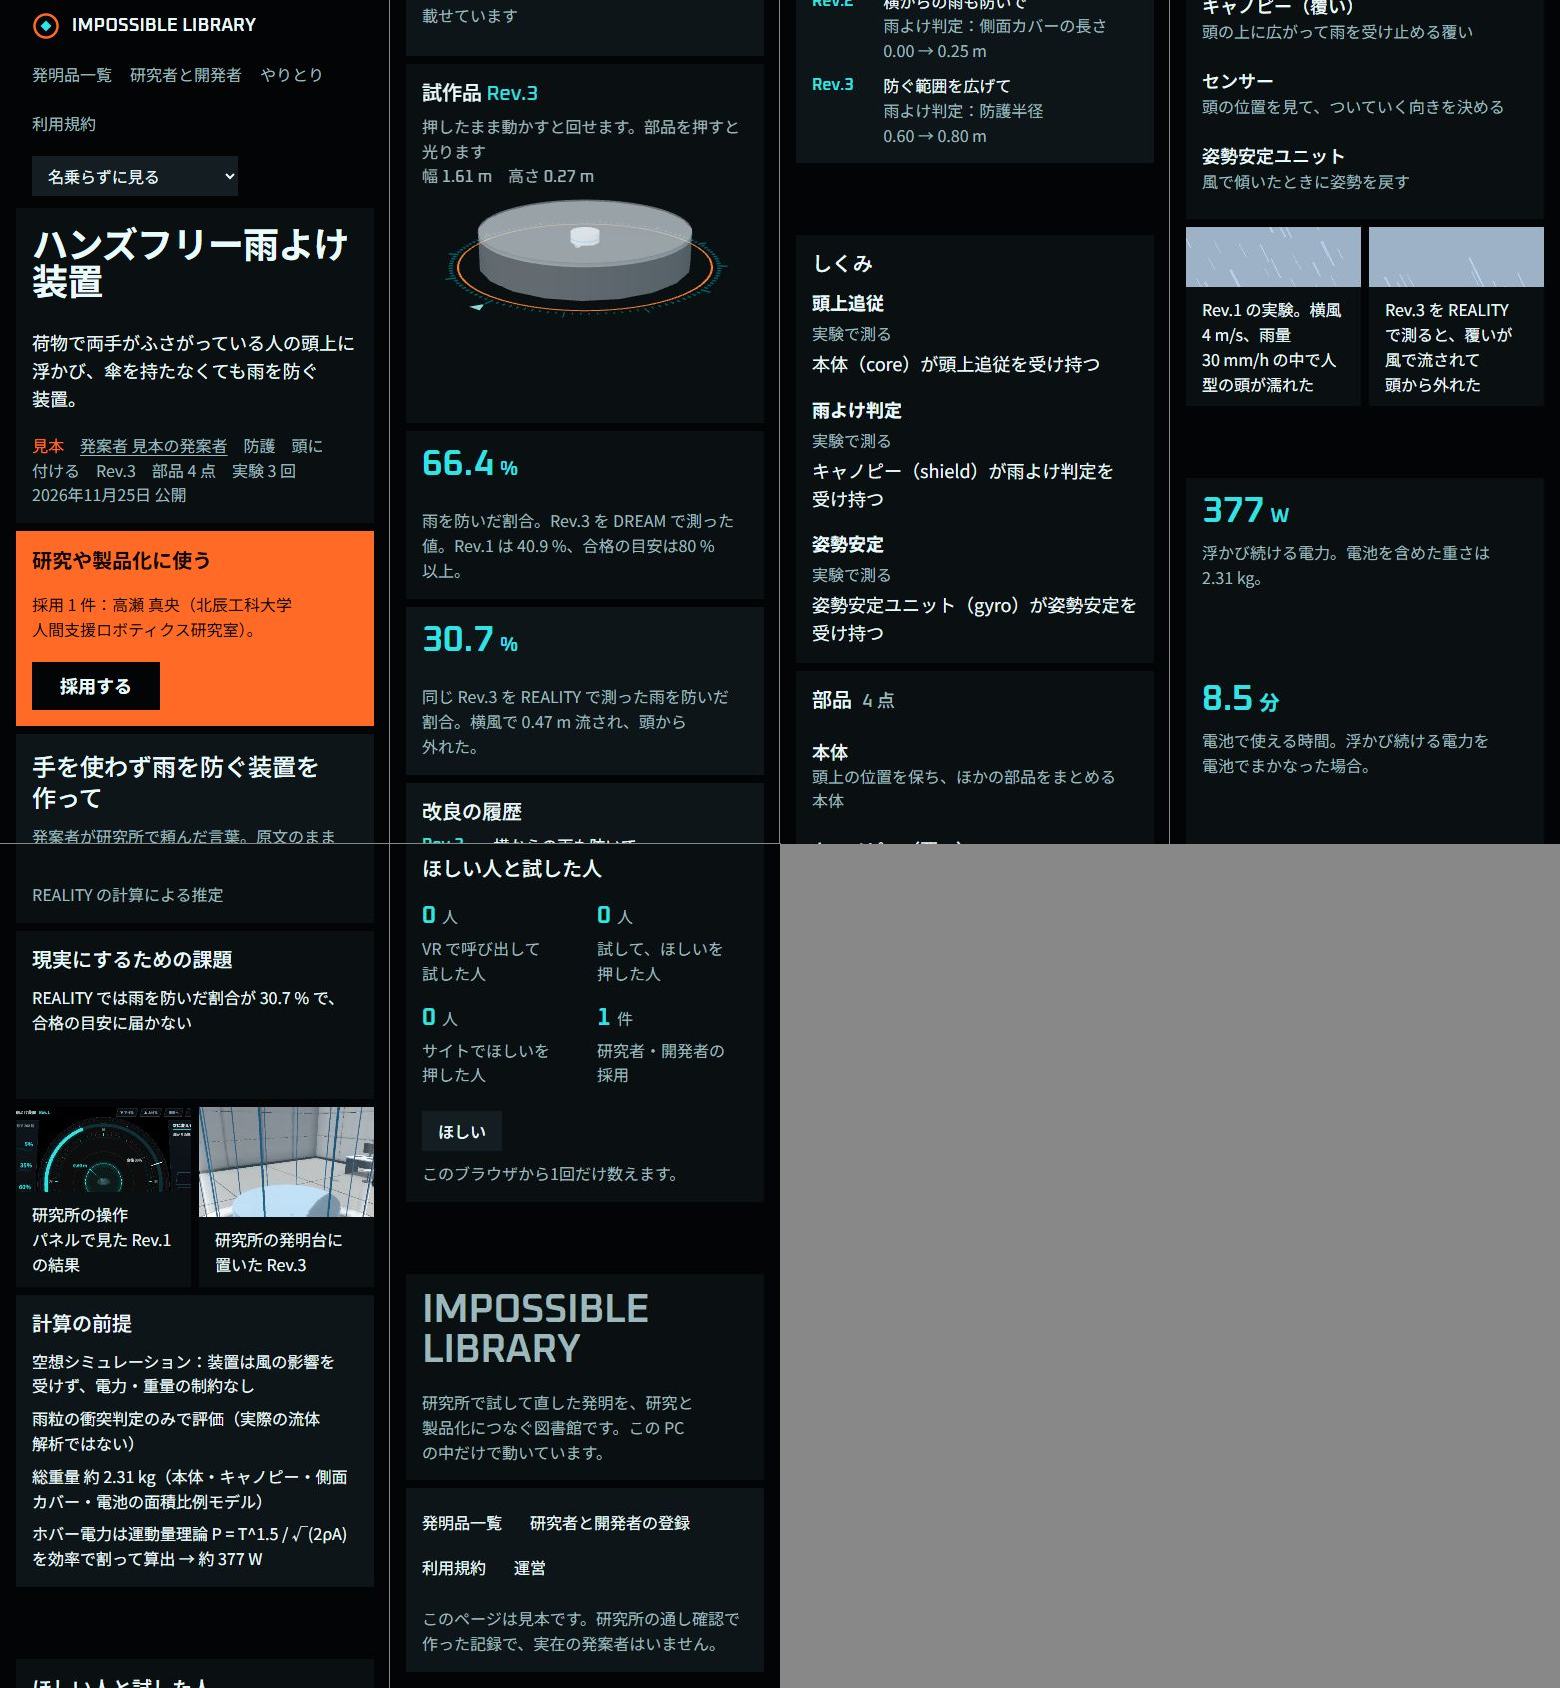 IMPOSSIBLE LIBRARY
発明品一覧 研究者と開発者 やりとり
利用規約
名乗らずに見る
ハンズフリー雨よけ
装置
荷物で両手がふさがっている人の頭上に
浮かび、傘を持たなくても雨を防ぐ
装置。
見本 発案者 見本の発案者 防護 頭に
付ける Rev.3 部品 4 点 実験 3 回
2026年11月25日 公開
研究や製品化に使う
採用 1 件：高瀬 真央（北辰工科大学
人間支援ロボティクス研究室）。
採用する
手を使わず雨を防ぐ装置を
作って
発案者が研究所で頼んだ言葉。原文のまま
載せています
試作品 Rev.3
押したまま動かすと回せます。部品を押すと
光ります
幅 1.61 m 高さ 0.27 m
66.4 %
雨を防いだ割合。Rev.3 を DREAM で測った
値。Rev.1 は 40.9 %、合格の目安は80 %
以上。
30.7 %
同じ Rev.3 を REALITY で測った雨を防いだ
割合。横風で 0.47 m 流され、頭から
外れた。
改良の履歴
Rev.2 横からの雨も防いで
Rev.2 横からの雨も防いで
雨よけ判定：側面カバーの長さ
0.00 → 0.25 m
Rev.3 防ぐ範囲を広げて
雨よけ判定：防護半径
0.60 → 0.80 m
しくみ
頭上追従
実験で測る
本体（core）が頭上追従を受け持つ
雨よけ判定
実験で測る
キャノピー（shield）が雨よけ判定を
受け持つ
姿勢安定
実験で測る
姿勢安定ユニット（gyro）が姿勢安定を
受け持つ
部品 4 点
本体
頭上の位置を保ち、ほかの部品をまとめる
本体
キャノピー（覆い）
頭の上に広がって雨を受け止める覆い
センサー
頭の位置を見て、ついていく向きを決める
姿勢安定ユニット
風で傾いたときに姿勢を戻す
Rev.1 の実験。横風
4 m/s、雨量
30 mm/h の中で人
型の頭が濡れた
Rev.3 を REALITY
で測ると、覆いが
風で流されて
頭から外れた
377 W
浮かび続ける電力。電池を含めた重さは
2.31 kg。
8.5 分
電池で使える時間。浮かび続ける電力を
電池でまかなった場合。
REALITY の計算による推定
現実にするための課題
REALITY では雨を防いだ割合が 30.7 % で、
合格の目安に届かない
研究所の操作
パネルで見た Rev.1
の結果
研究所の発明台に
置いた Rev.3
計算の前提
空想シミュレーション：装置は風の影響を
受けず、電力・重量の制約なし
雨粒の衝突判定のみで評価（実際の流体
解析ではない）
総重量 約 2.31 kg（本体・キャノピー・側面
カバー・電池の面積比例モデル）
ホバー電力は運動量理論 P = T^1.5 / √(2ρA)
を効率で割って算出 → 約 377 W
ほしい人と試した人
ほしい人と試した人
0 人
VR で呼び出して
試した人
0 人
試して、ほしいを
押した人
0 人
サイトでほしいを
押した人
1 件
研究者・開発者の
採用
ほしい
このブラウザから1回だけ数えます。
IMPOSSIBLE
LIBRARY
研究所で試して直した発明を、研究と
製品化につなぐ図書館です。この PC
の中だけで動いています。
発明品一覧 研究者と開発者の登録
利用規約 運営
このページは見本です。研究所の通し確認で
作った記録で、実在の発案者はいません。